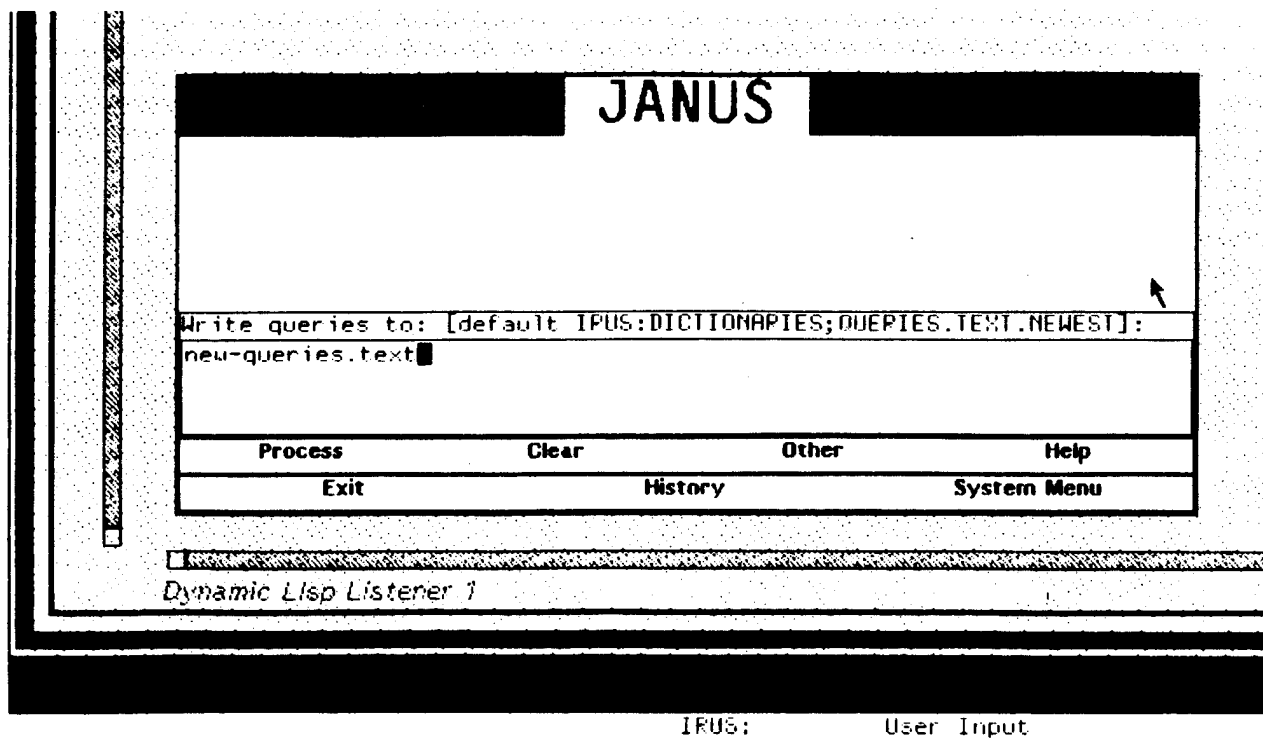 JANUS
Write queries to: [default IRUS:DICTIONARIES;QUERIES.TEXT.NEWEST]:
new-queries.text
Process Clear Other Help
Exit History System Menu
Dynamic Lisp Listener 1
IRUS: User Input